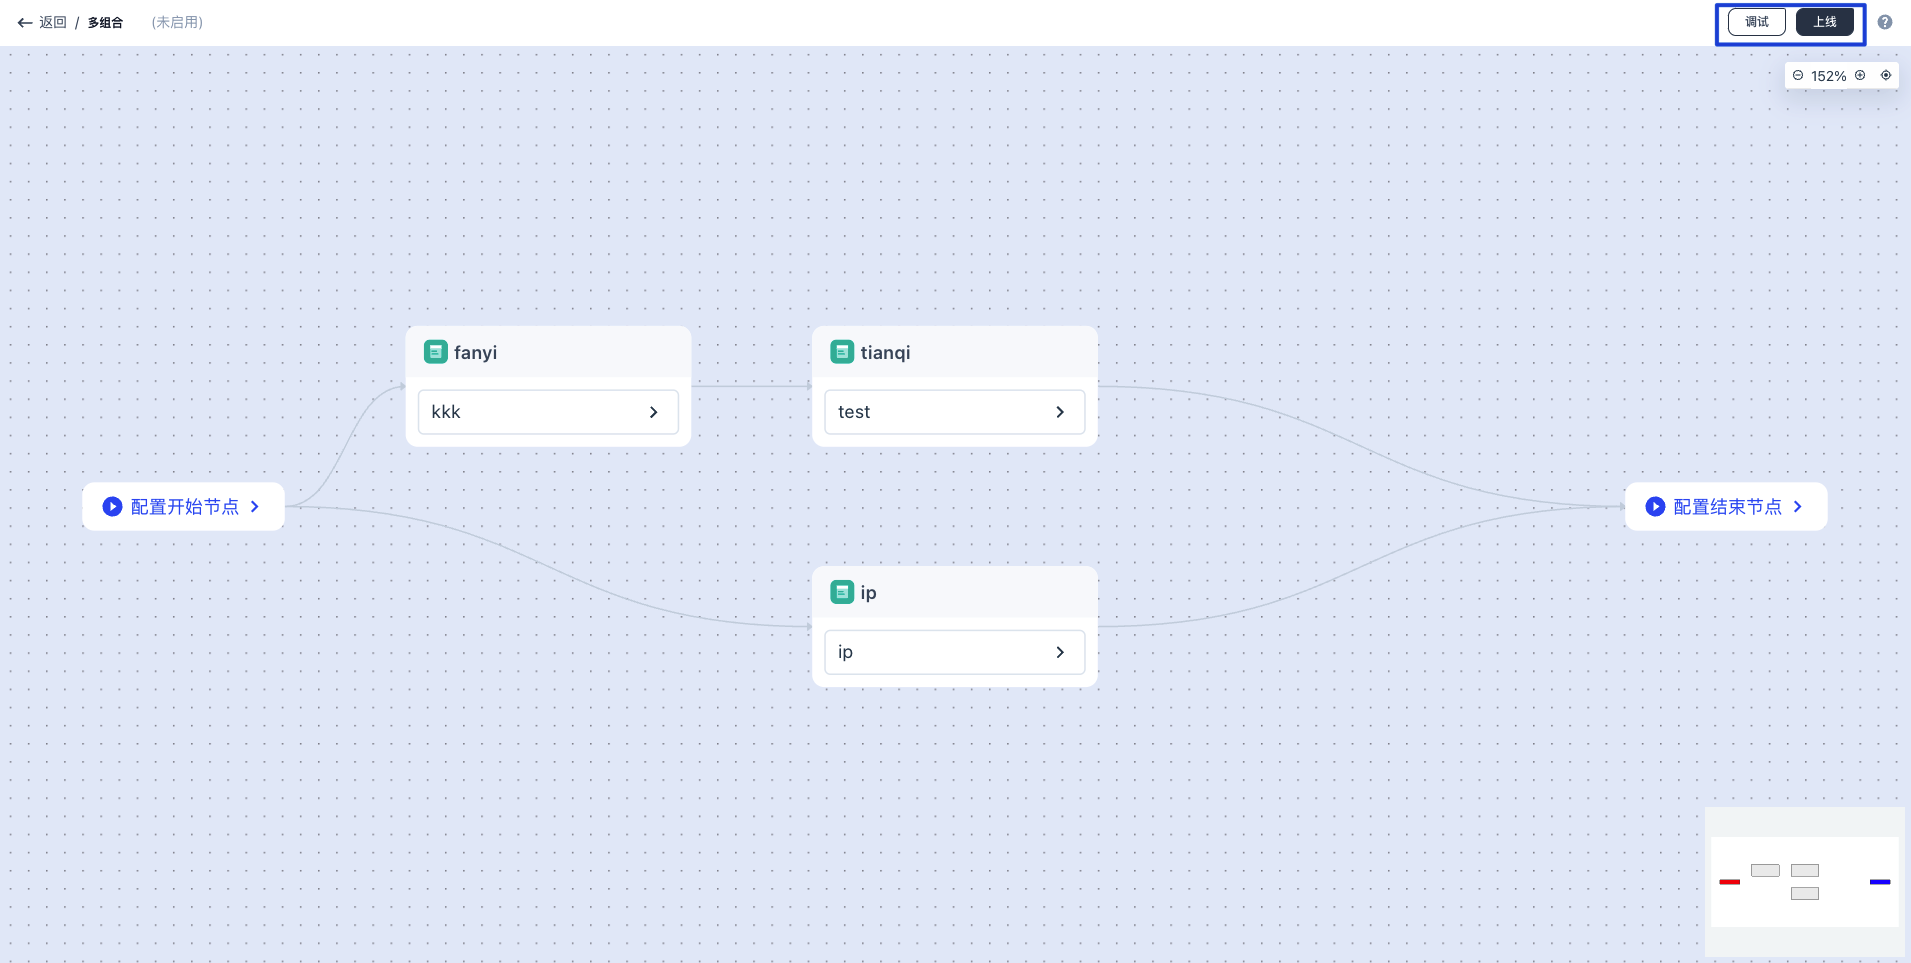 返回 / 多组合 (未启用)
调试
上线
152%
fanyi
kkk
tianqi
test
配置开始节点
配置结束节点
ip
ip